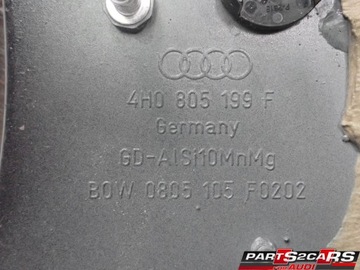 4H0 805 199 F
Germany
GD-AlSi10MnMg
BOW 0805 105 F0202
PARTS2CARS